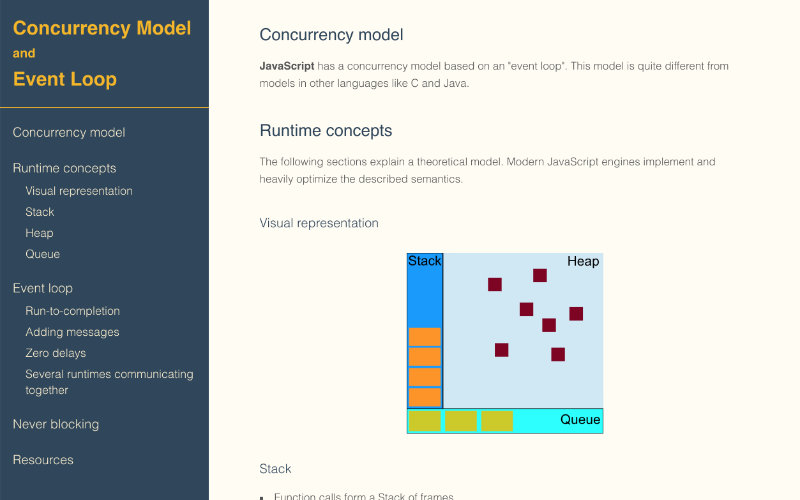 Concurrency Model
and
Event Loop
Concurrency model
Runtime concepts
Visual representation
Stack
Heap
Queue
Event loop
Run-to-completion
Adding messages
Zero delays
Several runtimes communicating
together
Never blocking
Resources
Concurrency model
JavaScript has a concurrency model based on an "event loop". This model is quite different from
models in other languages like C and Java.
Runtime concepts
The following sections explain a theoretical model. Modern JavaScript engines implement and
heavily optimize the described semantics.
Visual representation
Stack
Heap
Queue
Stack
Function calls form a Stack of frames.